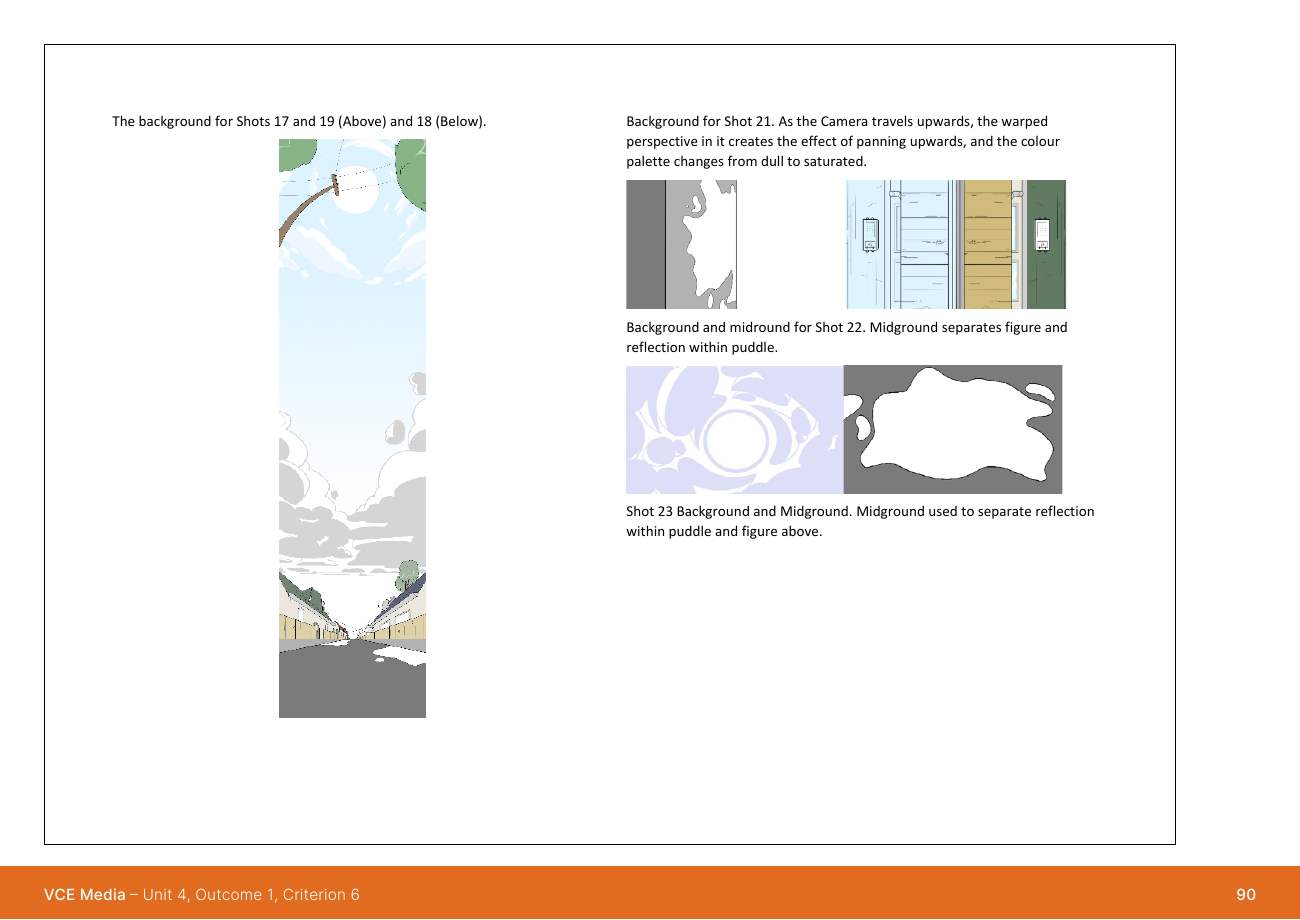 The background for Shots 17 and 19 (Above) and 18 (Below).
Background for Shot 21. As the Camera travels upwards, the warped
perspective in it creates the effect of panning upwards, and the colour
palette changes from dull to saturated.
Background and midround for Shot 22. Midground separates figure and
reflection within puddle.
Shot 23 Background and Midground. Midground used to separate reflection
within puddle and figure above.
VCE Media – Unit 4, Outcome 1, Criterion 6
90